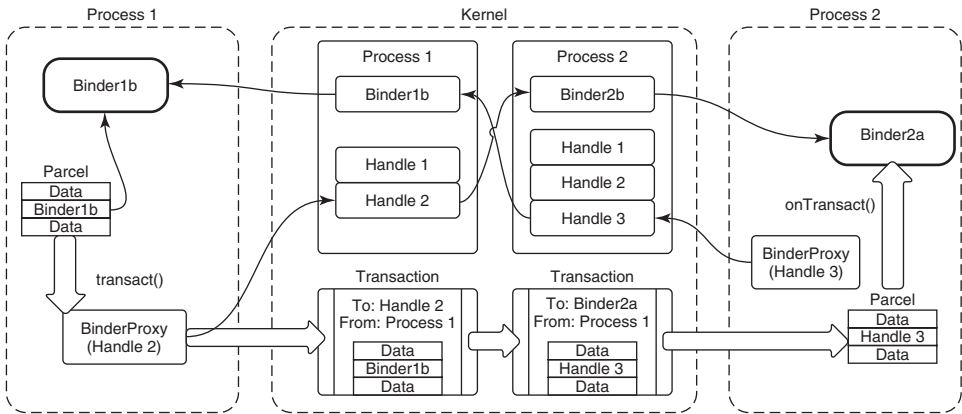 Process 1
Kernel
Process 2
Process 1
Process 2
Binder1b
Binder1b
Binder2b
Binder2a
Handle 1
Handle 2
Handle 1
Handle 2
Handle 3
Parcel
Data
Binder1b
Data
transact()
BinderProxy
(Handle 2)
onTransact()
BinderProxy
(Handle 3)
Transaction
To: Handle 2
From: Process 1
Data
Binder1b
Data
Transaction
To: Binder2a
From: Process 1
Data
Handle 3
Data
Parcel
Data
Handle 3
Data